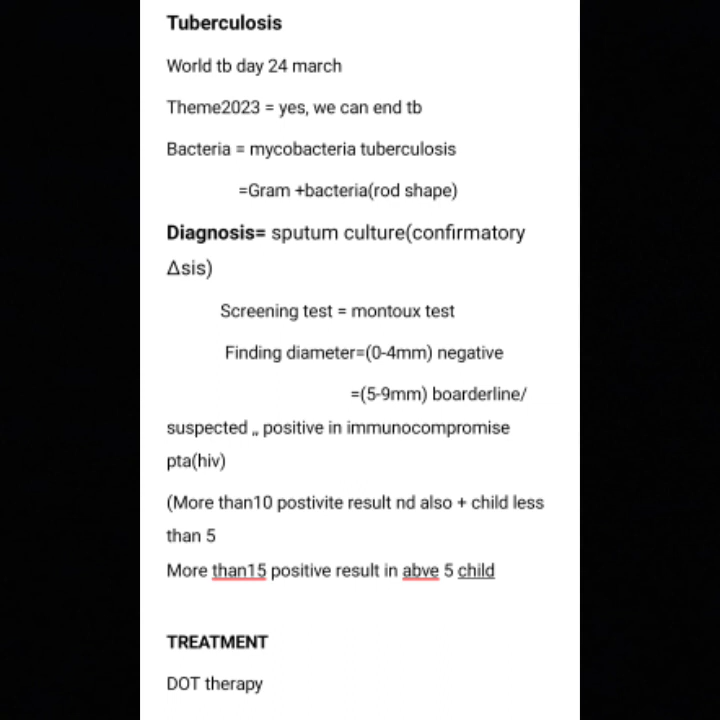 Tuberculosis
World tb day 24 march
Theme2023 = yes, we can end tb
Bacteria = mycobacteria tuberculosis
=Gram +bacteria(rod shape)
Diagnosis= sputum culture(confirmatory
Δsis)
Screening test = montoux test
Finding diameter=(0-4mm) negative
=(5-9mm) boarderline/
suspected ,, positive in immunocompromise
pta(hiv)
(More than10 postivite result nd also + child less
than 5
More than15 positive result in abve 5 child
TREATMENT
DOT therapy